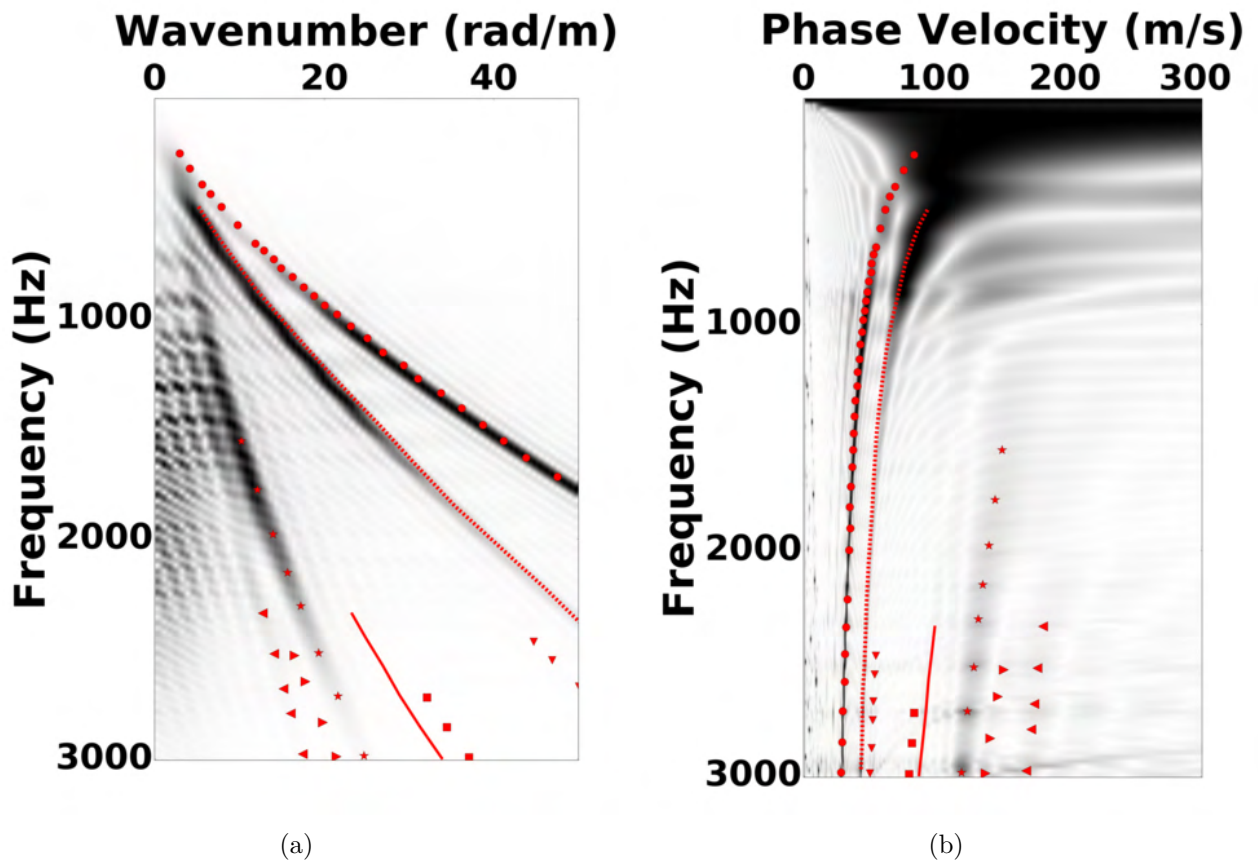 Wavenumber (rad/m)
0 20 40
Frequency (Hz)
1000
2000
3000
(a)
Phase Velocity (m/s)
0 100 200 300
Frequency (Hz)
1000
2000
3000
(b)